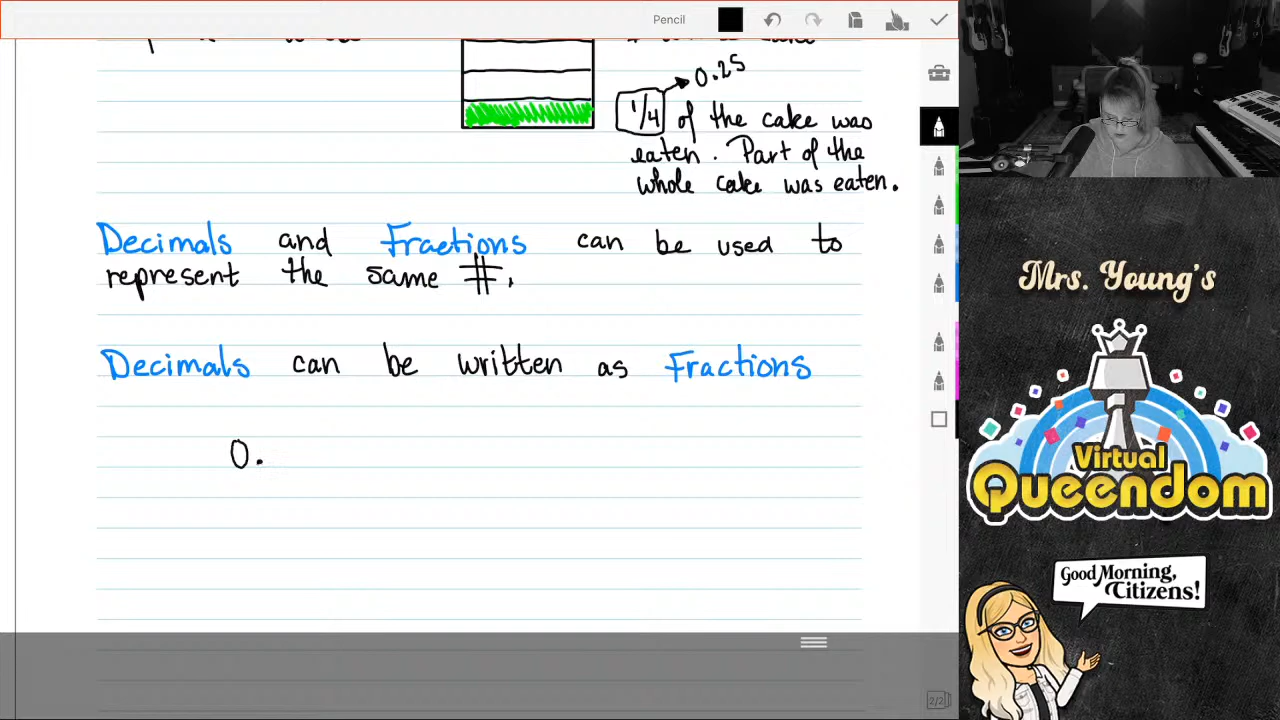 Pencil
0.25
1/4 of the cake was
eaten. Part of the
whole cake was eaten.
Decimals and Fractions can be used to
represent the same #.
Decimals can be written as Fractions
0.
2/2
Mrs. Young's
Virtual
Queendom
Good Morning,
Citizens!